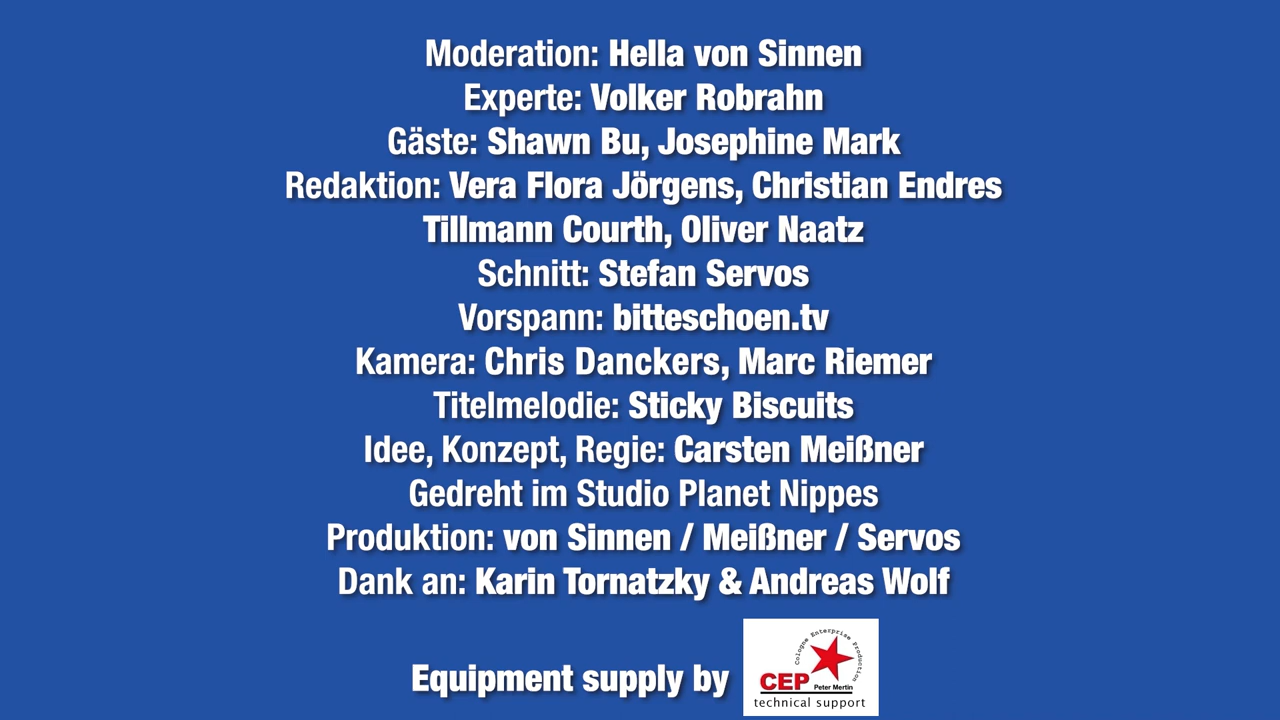 Moderation: Hella von Sinnen
Experte: Volker Robrahn
Gäste: Shawn Bu, Josephine Mark
Redaktion: Vera Flora Jörgens, Christian Endres
Tillmann Courth, Oliver Naatz
Schnitt: Stefan Servos
Vorspann: bitteschoen.tv
Kamera: Chris Danckers, Marc Riemer
Titelmelodie: Sticky Biscuits
Idee, Konzept, Regie: Carsten Meißner
Gedreht im Studio Planet Nippes
Produktion: von Sinnen / Meißner / Servos
Dank an: Karin Tornatzky & Andreas Wolf
Equipment supply by
Cologne Enterprise Production
CEP Peter Mertin
technical support